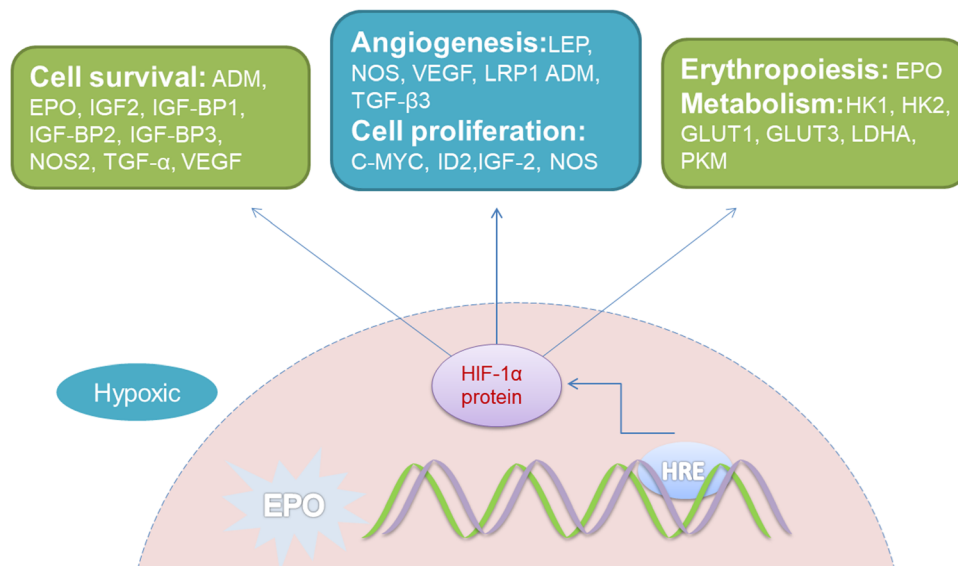 Cell survival: ADM,
EPO, IGF2, IGF-BP1,
IGF-BP2, IGF-BP3,
NOS2, TGF-α, VEGF
Angiogenesis:LEP,
NOS, VEGF, LRP1 ADM,
TGF-β3
Cell proliferation:
C-MYC, ID2,IGF-2, NOS
Erythropoiesis: EPO
Metabolism:HK1, HK2,
GLUT1, GLUT3, LDHA,
PKM
Hypoxic
HIF-1α
protein
HRE
EPO